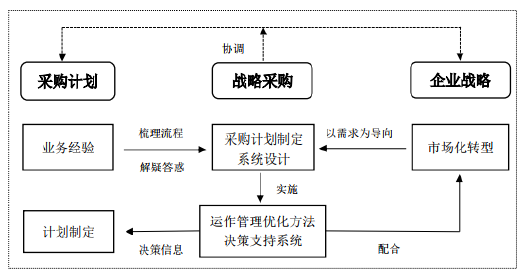 协调
采购计划
战略采购
企业战略
业务经验
梳理流程
解疑答惑
采购计划制定
系统设计
以需求为导向
市场化转型
实施
计划制定
决策信息
运作管理优化方法
决策支持系统
配合